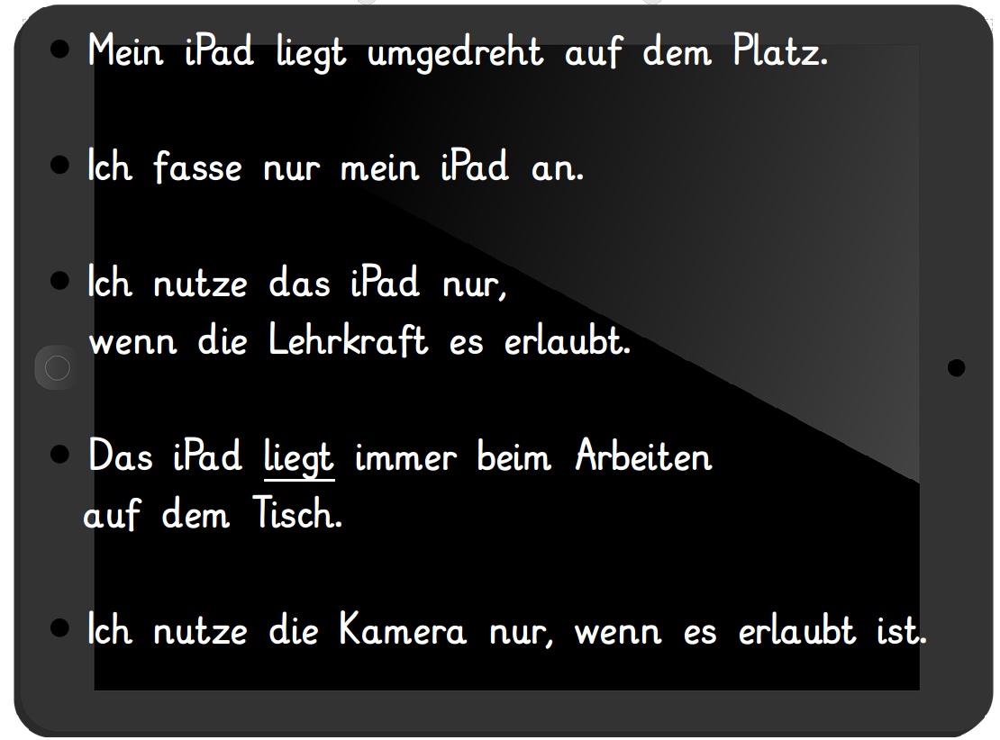 • Mein iPad liegt umgedreht auf dem Platz.
• Ich fasse nur mein iPad an.
• Ich nutze das iPad nur,
wenn die Lehrkraft es erlaubt.
• Das iPad liegt immer beim Arbeiten
auf dem Tisch.
• Ich nutze die Kamera nur, wenn es erlaubt ist.